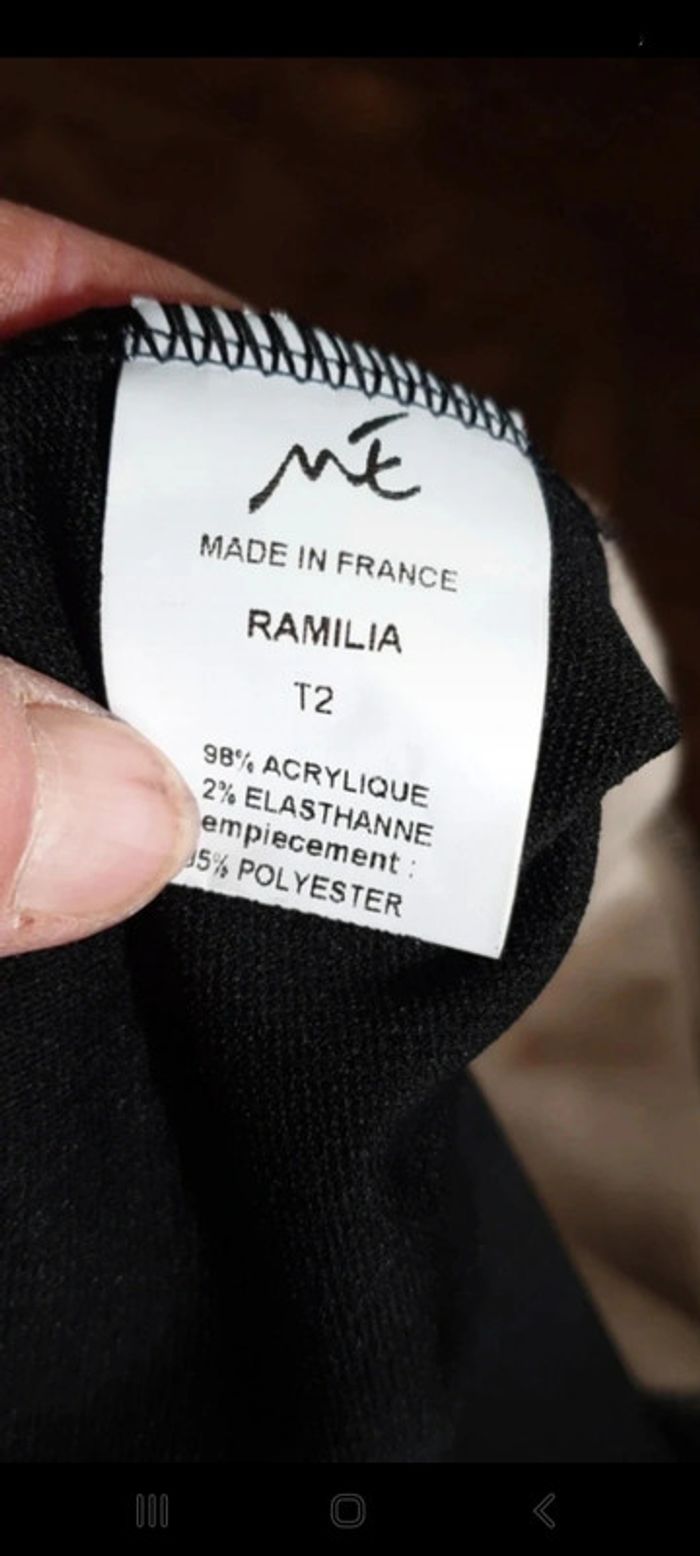 MADE IN FRANCE
RAMILIA
T2
98% ACRYLIQUE
2% ELASTHANNE
empiecement :
POLYESTER